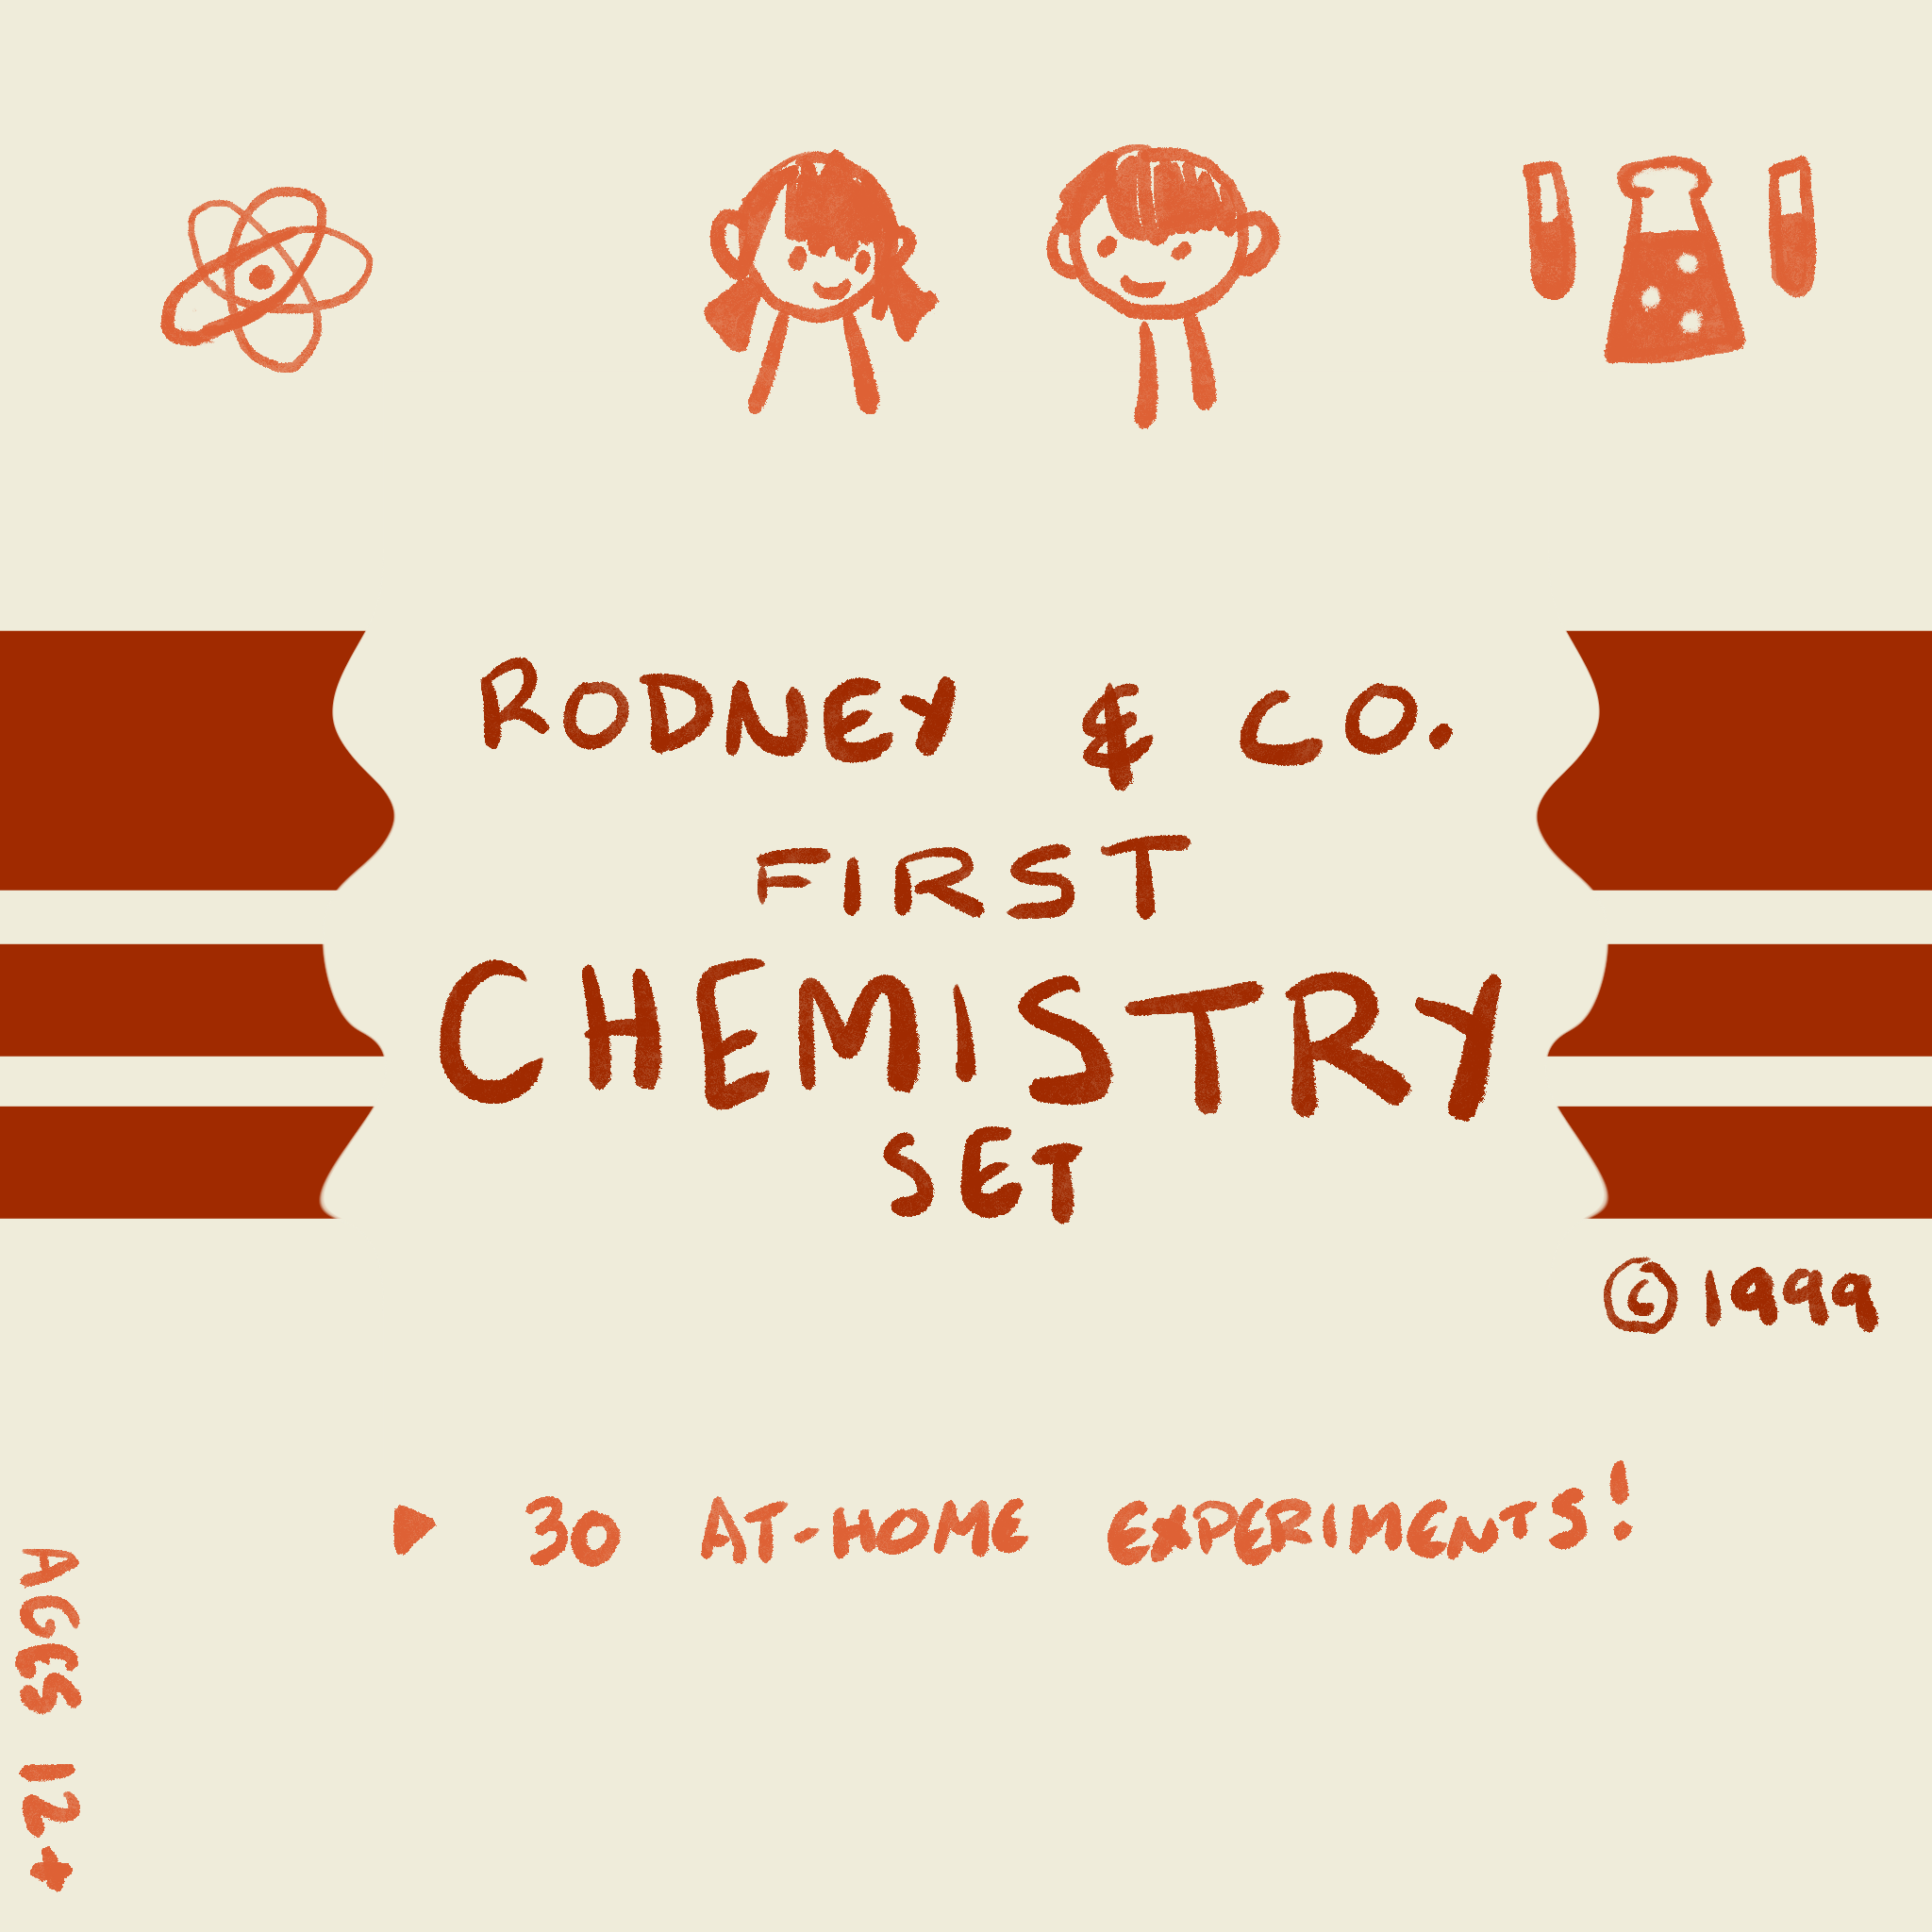 RODNEY & CO.
FIRST
CHEMISTRY
SET
© 1999
▶ 30 AT-HOME EXPERIMENTS!
AGES 12+